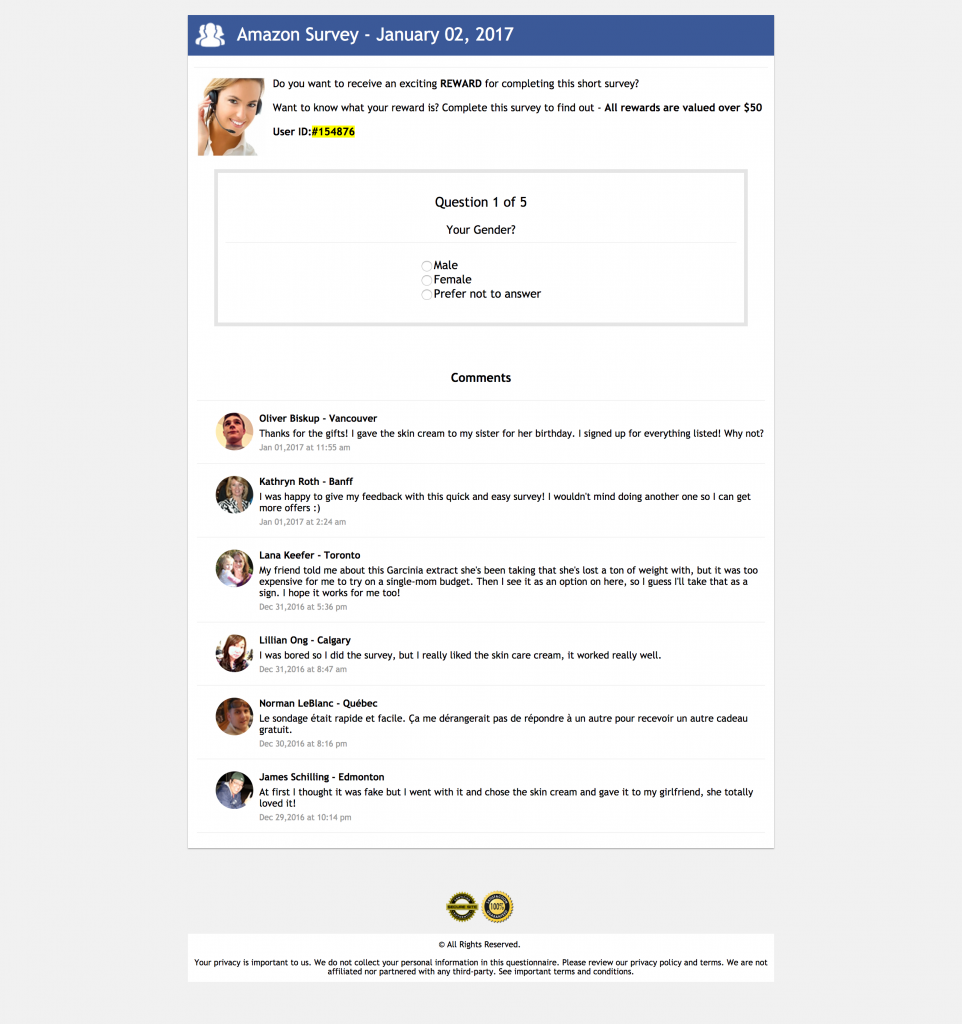 Amazon Survey - January 02, 2017
Do you want to receive an exciting REWARD for completing this short survey?
Want to know what your reward is? Complete this survey to find out - All rewards are valued over $50
User ID:#154876
Question 1 of 5
Your Gender?
Male
Female
Prefer not to answer
Comments
Oliver Biskup - Vancouver
Thanks for the gifts! I gave the skin cream to my sister for her birthday. I signed up for everything listed! Why not?
Jan 01,2017 at 11:55 am
Kathryn Roth - Banff
I was happy to give my feedback with this quick and easy survey! I wouldn't mind doing another one so I can get
more offers :)
Jan 01,2017 at 2:24 am
Lana Keefer - Toronto
My friend told me about this Garcinia extract she's been taking that she's lost a ton of weight with, but it was too
expensive for me to try on a single-mom budget. Then I see it as an option on here, so I guess I'll take that as a
sign. I hope it works for me too!
Dec 31,2016 at 5:36 pm
Lillian Ong - Calgary
I was bored so I did the survey, but I really liked the skin care cream, it worked really well.
Dec 31,2016 at 8:47 am
Norman LeBlanc - Québec
Le sondage était rapide et facile. Ça me dérangerait pas de répondre à un autre pour recevoir un autre cadeau
gratuit.
Dec 30,2016 at 8:16 pm
James Schilling - Edmonton
At first I thought it was fake but I went with it and chose the skin cream and gave it to my girlfriend, she totally
loved it!
Dec 29,2016 at 10:14 pm
SECURE SITE
100%
© All Rights Reserved.
Your privacy is important to us. We do not collect your personal information in this questionnaire. Please review our privacy policy and terms. We are not
affiliated nor partnered with any third-party. See important terms and conditions.